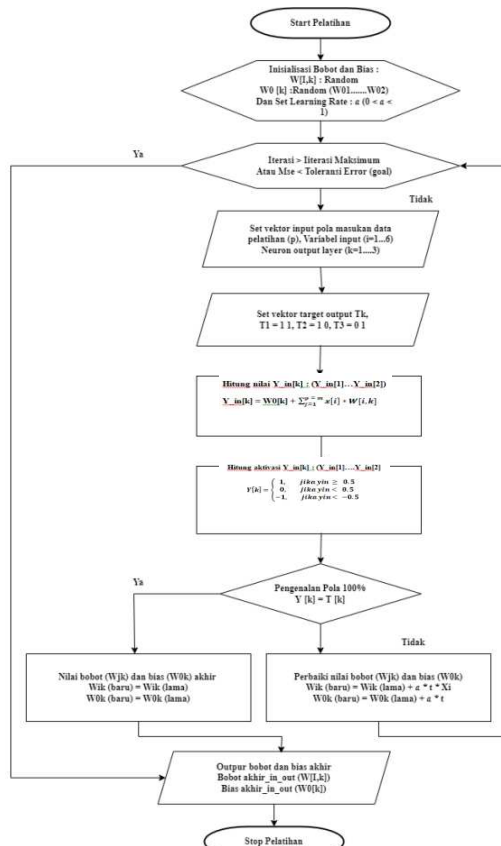 Start Pelatihan
Inisialisasi Bobot dan Bias :
W[I,k] : Random
W0 [k] :Random (W01.......W02)
Dan Set Learning Rate : a (0 < a <
1)
Ya
Iterasi > Iiterasi Maksimum
Atau Mse < Toleransi Error (goal)
Tidak
Set vektor input pola masukan data
pelatihan (p), Variabel input (i=1...6)
Neuron output layer (k=1....3)
Set vektor target output Tk,
T1 = 1 1, T2 = 1 0, T3 = 0 1
Hitung nilai Y_in[k] : (Y_in[1]...Y_in[2])
Y_in[k] = W0[k] + ∑ x[i] * W[i,k]
Hitung aktivasi Y_in[k] : (Y_in[1]....Y_in[2]
1, jika yin ≥ 0.5
Y[k] = { 0, jika yin < 0.5
−1, jika yin < −0.5
Pengenalan Pola 100%
Y [k] = T [k]
Ya
Tidak
Nilai bobot (Wjk) dan bias (W0k) akhir
Wik (baru) = Wik (lama)
W0k (baru) = W0k (lama)
Perbaiki nilai bobot (Wjk) dan bias (W0k)
Wik (baru) = Wik (lama) + a * t * Xi
W0k (baru) = W0k (lama) + a * t
Outpur bobot dan bias akhir
Bobot akhir_in_out (W[I,k])
Bias akhir_in_out (W0[k])
Stop Pelatihan